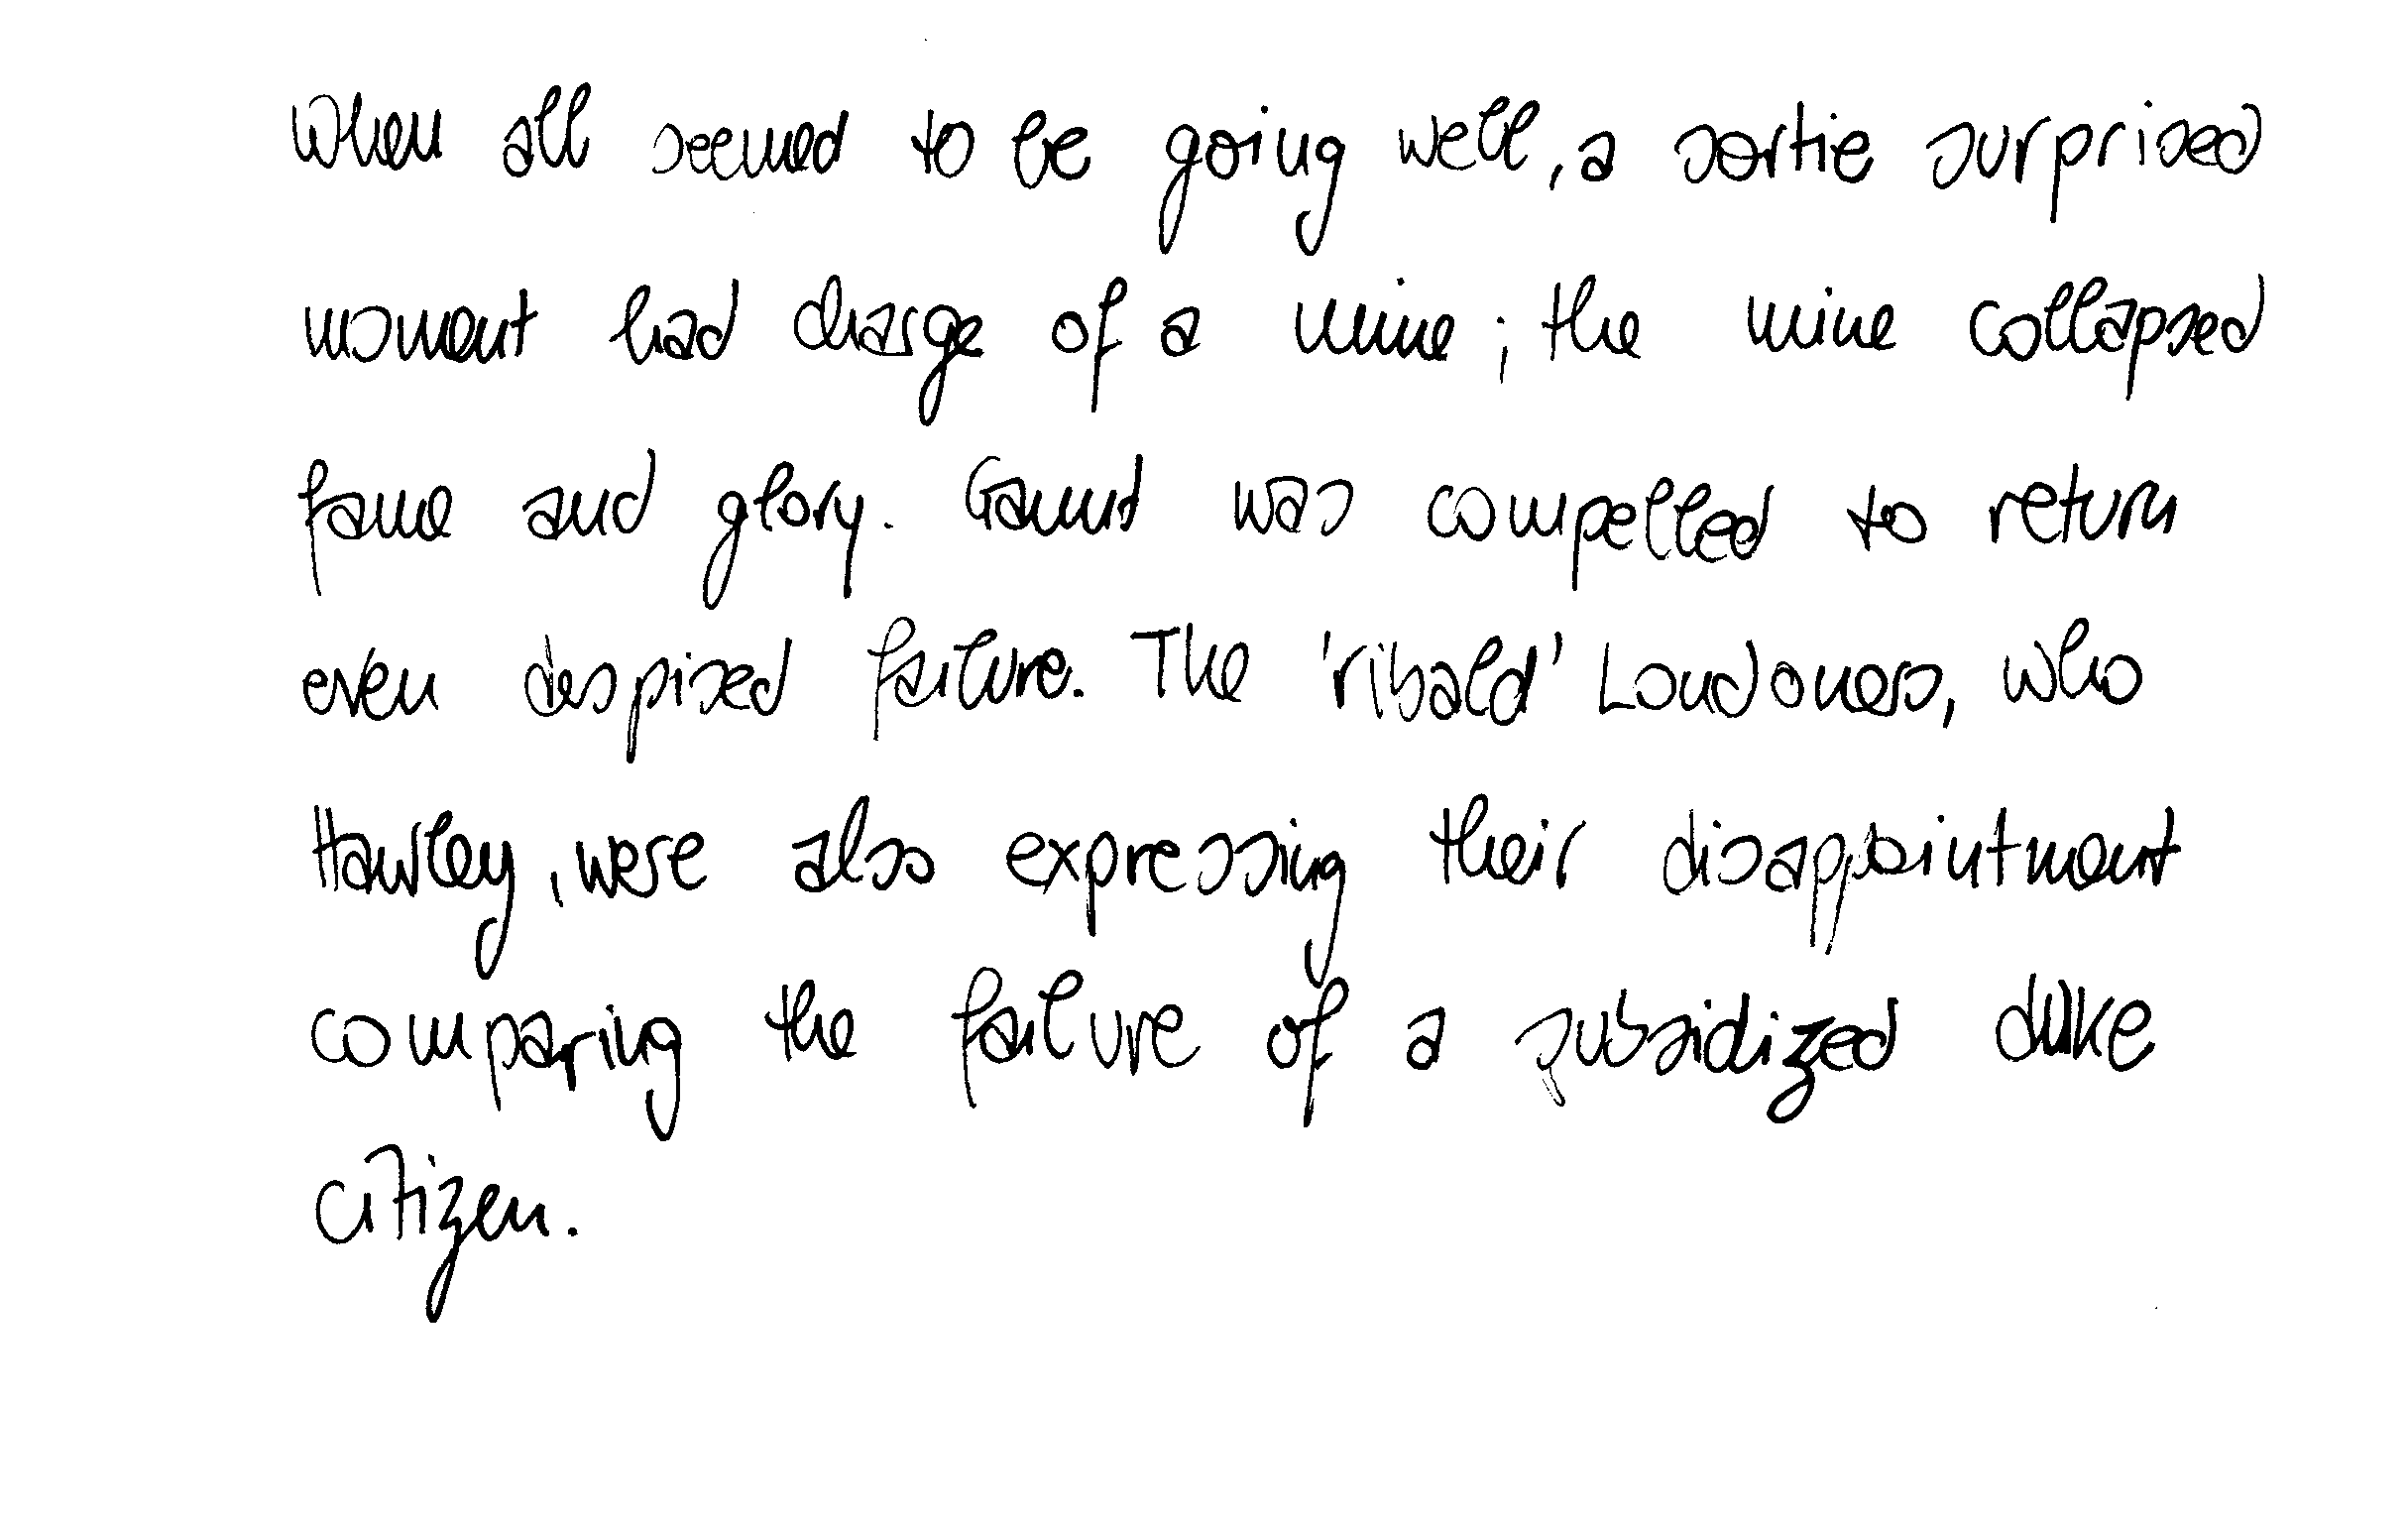 When all seemed to be going well, a sortie surprised
moment had charge of a mine; the mine collapsed
fame and glory. Gaunt was compelled to return
even despised failure. The 'ribald' Londoners, who
Hawley, were also expressing their disappointment
comparing the failure of a subsidized duke
citizen.